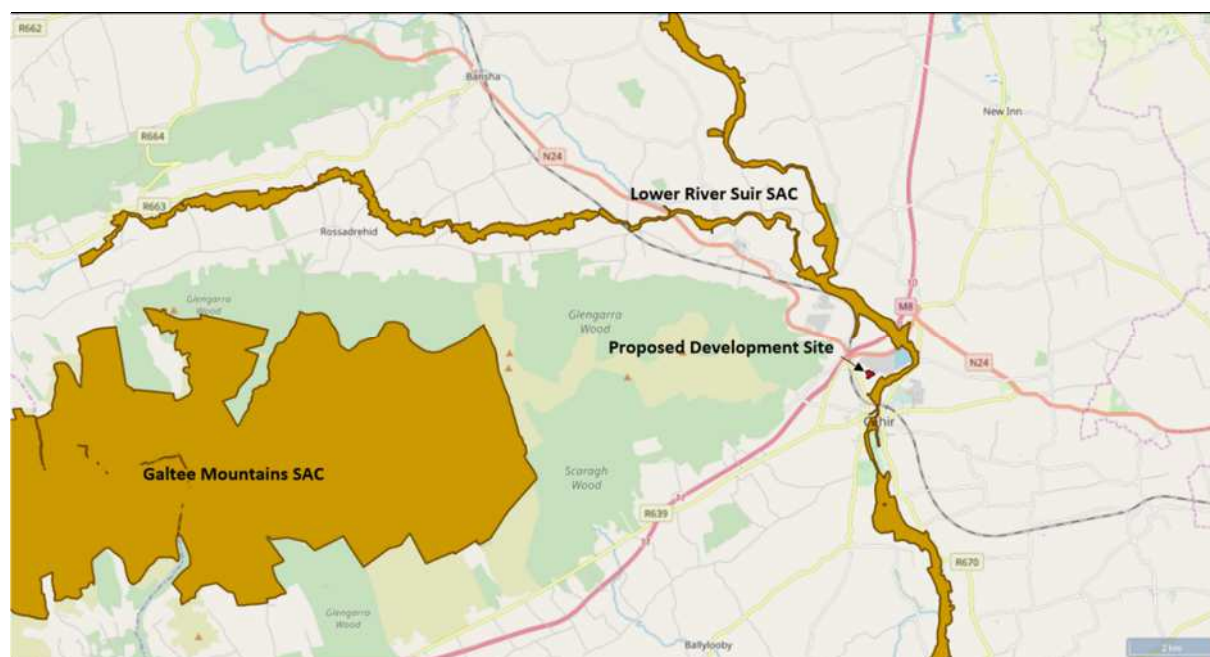 R662
Bansha
New Inn
R664
N24
Lower River Suir SAC
R663
Rossadrehid
Glengarra
Wood
Glengarra
Wood
M8
Proposed Development Site
N24
Galtee Mountains SAC
Scaragh
Wood
R639
R670
Glengarra
Wood
Ballylooby
2 km